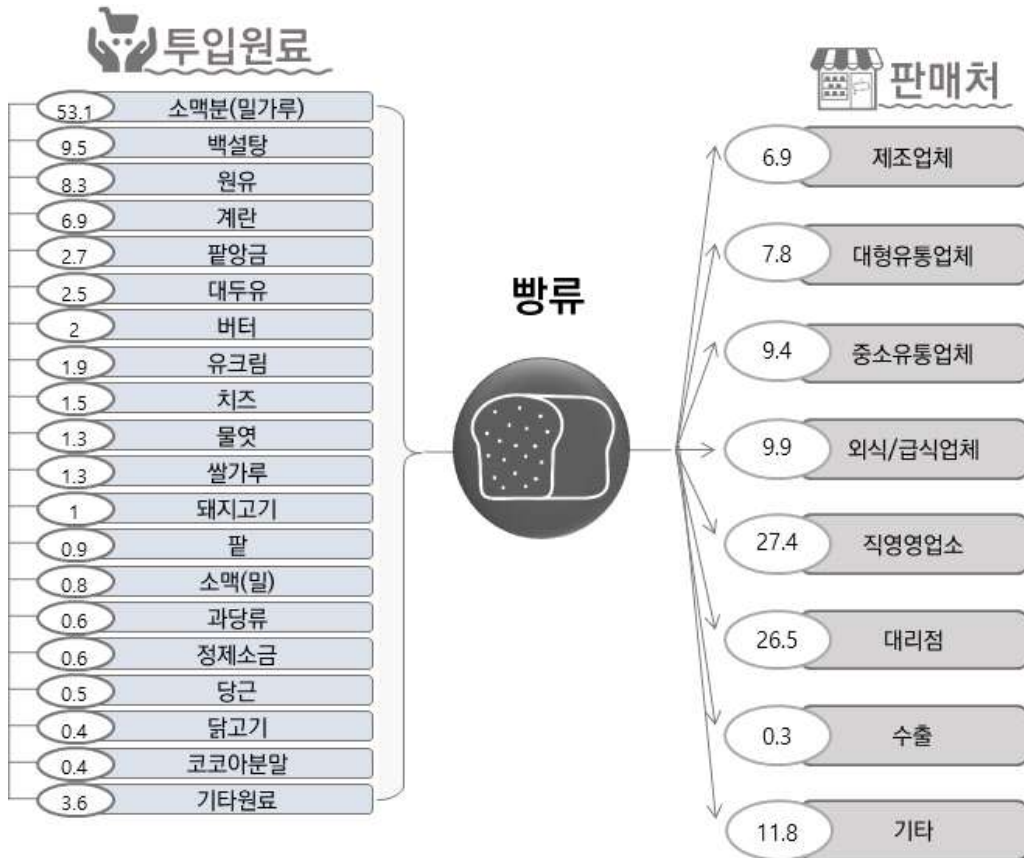 투입원료
53.1 소맥분(밀가루)
9.5 백설탕
8.3 원유
6.9 계란
2.7 팥앙금
2.5 대두유
2 버터
1.9 유크림
1.5 치즈
1.3 물엿
1.3 쌀가루
1 돼지고기
0.9 팥
0.8 소맥(밀)
0.6 과당류
0.6 정제소금
0.5 당근
0.4 닭고기
0.4 코코아분말
3.6 기타원료
빵류
판매처
6.9 제조업체
7.8 대형유통업체
9.4 중소유통업체
9.9 외식/급식업체
27.4 직영영업소
26.5 대리점
0.3 수출
11.8 기타